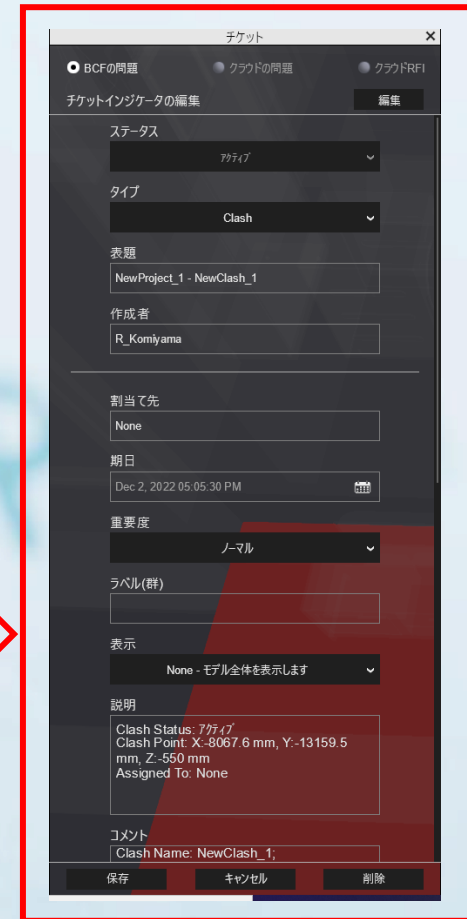 チケット
BCFの問題 クラウドの問題 クラウドRFI
チケットインジケータの編集 編集
ステータス
アクティブ
タイプ
Clash
表題
NewProject_1 - NewClash_1
作成者
R_Komiyama
割当て先
None
期日
Dec 2, 2022 05:05:30 PM
重要度
ノーマル
ラベル(群)
表示
None - モデル全体を表示します
説明
Clash Status: アクティブ
Clash Point: X:-8067.6 mm, Y:-13159.5
mm, Z:-550 mm
Assigned To: None
コメント
Clash Name: NewClash_1;
保存 キャンセル 削除